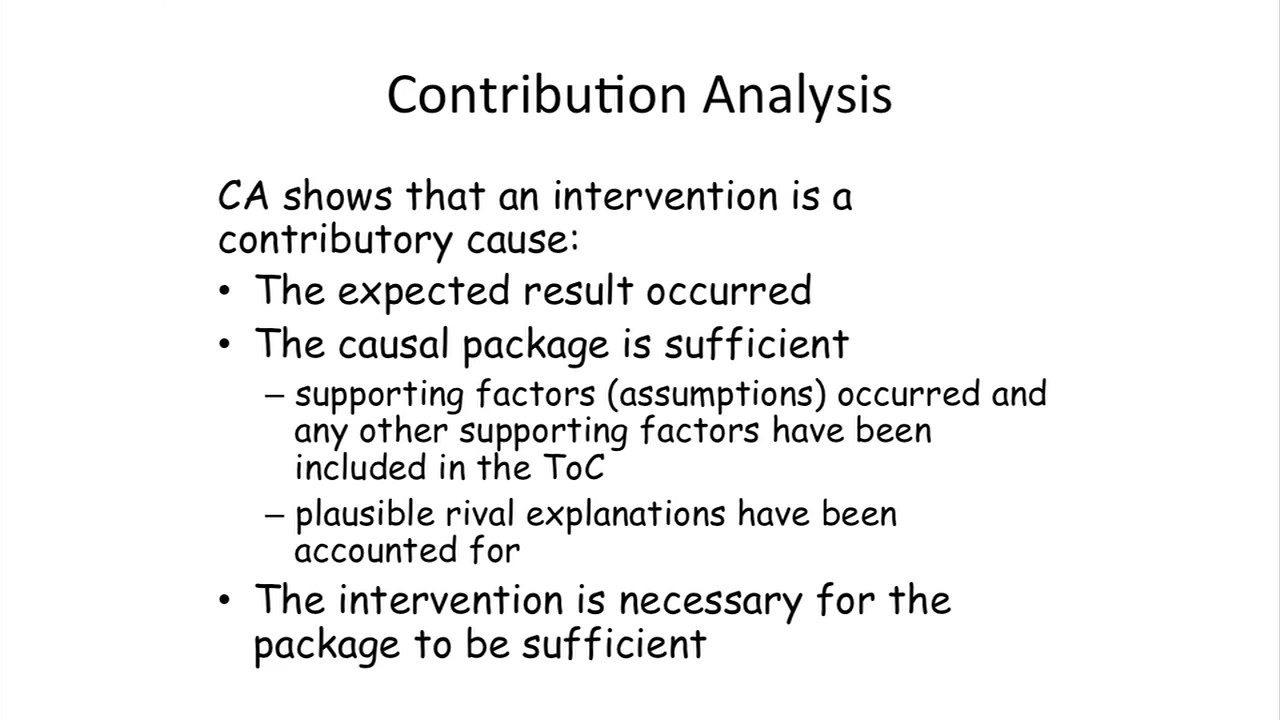 Contribution Analysis
CA shows that an intervention is a
contributory cause:
• The expected result occurred
• The causal package is sufficient
– supporting factors (assumptions) occurred and
any other supporting factors have been
included in the ToC
– plausible rival explanations have been
accounted for
• The intervention is necessary for the
package to be sufficient